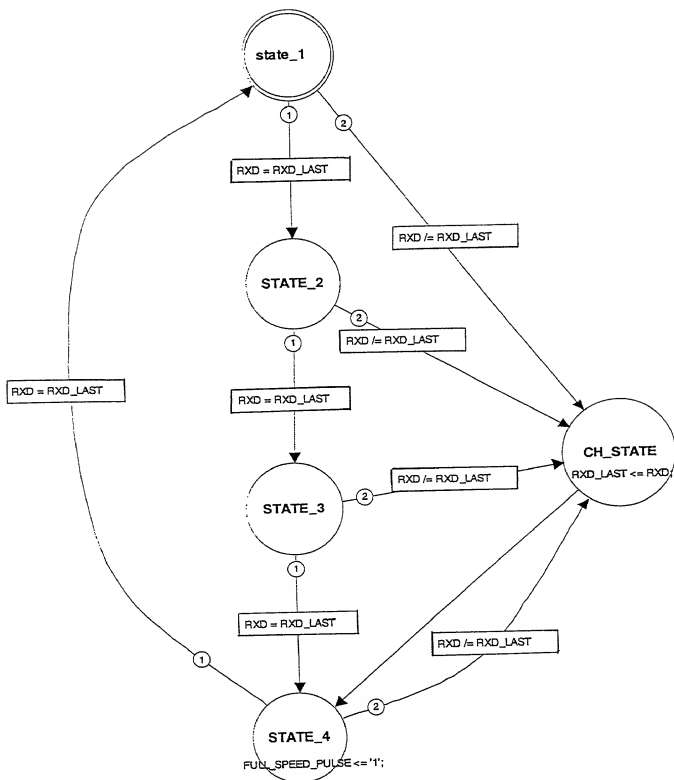 state_1
1
2
RXD = RXD_LAST
RXD /= RXD_LAST
STATE_2
2
1
RXD /= RXD_LAST
RXD = RXD_LAST
RXD = RXD_LAST
CH_STATE
RXD_LAST <= RXD;
RXD /= RXD_LAST
STATE_3
2
1
RXD = RXD_LAST
RXD /= RXD_LAST
1
2
STATE_4
FULL_SPEED_PULSE <= '1';